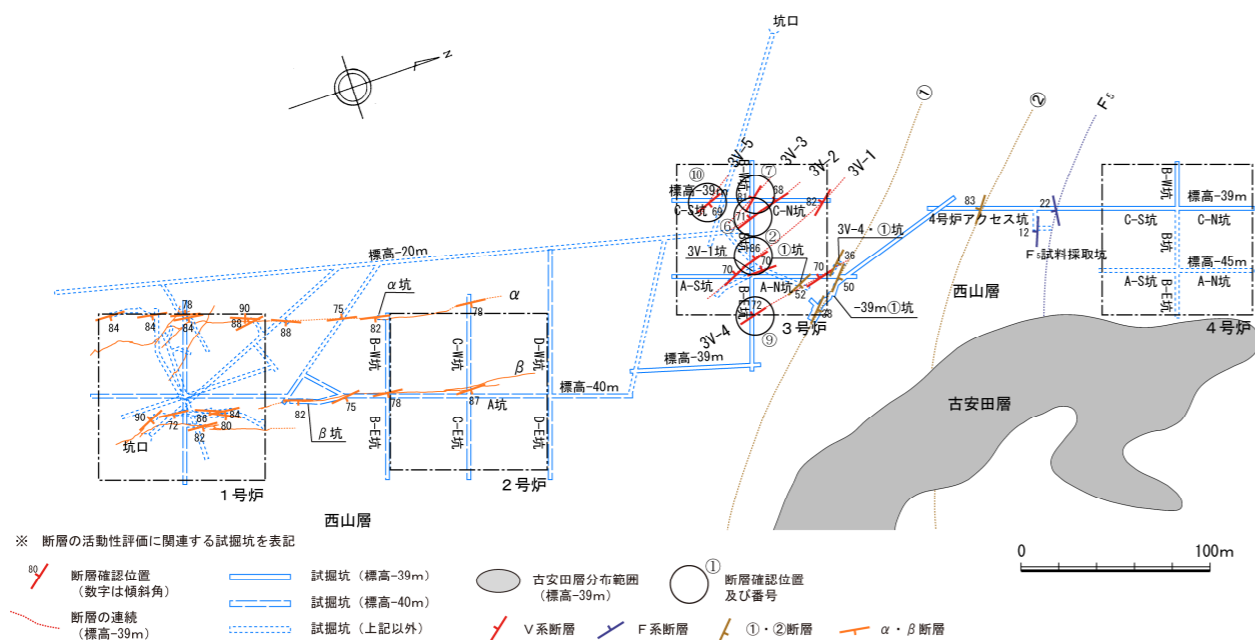 坑口
N
①
②
F₅
3V-5
3V-3
3V-2
3V-1
⑩
⑦
標高-39m
68
81
82
C-S坑
69
⑥
71
C-N坑
B-W坑
標高-39m
83
22
4号炉アクセス坑
12
F₅試料採取坑
C-S坑
C-N坑
B坑
標高-45m
A-S坑
A-N坑
B-E坑
4号炉
3V-4・①坑
②
3V-1坑
86
①坑
36
70
70
70
50
A-S坑
A-N坑
52
-39m①坑
72
3号炉
3V-4
⑨
標高-39m
西山層
古安田層
標高-20m
78
90
α坑
75
α
84
84
84
88
88
82
78
B-W坑
C-W坑
D-W坑
β
標高-40m
82
75
78
87
A坑
β坑
B-E坑
C-E坑
D-E坑
90
72
86
84
82
80
坑口
1号炉
2号炉
西山層
0
100m
※ 断層の活動性評価に関連する試掘坑を表記
80
断層確認位置
(数字は傾斜角)
断層の連続
(標高-39m)
試掘坑(標高-39m)
試掘坑(標高-40m)
試掘坑(上記以外)
古安田層分布範囲
(標高-39m)
①
断層確認位置
及び番号
V系断層
F系断層
①・②断層
α・β断層